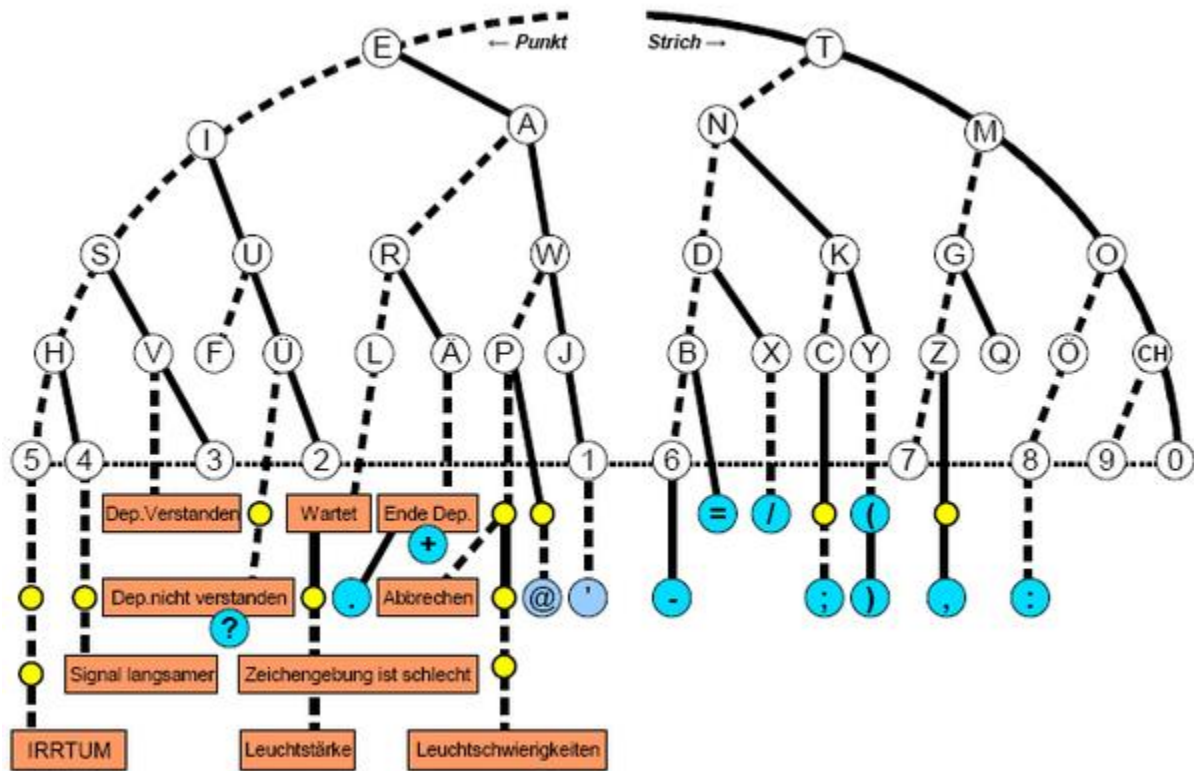 ← Punkt Strich →
E T
I A N M
S U R W D K G O
H V F Ü L Ä P J B X C Y Z Q Ö CH
5 4 3 2 1 6 7 8 9 0
Dep.Verstanden Wartet Ende Dep. = / (
+
Dep.nicht verstanden . Abbrechen @ ' - ; ) , :
?
Signal langsamer Zeichengebung ist schlecht
IRRTUM Leuchtstärke Leuchtschwierigkeiten